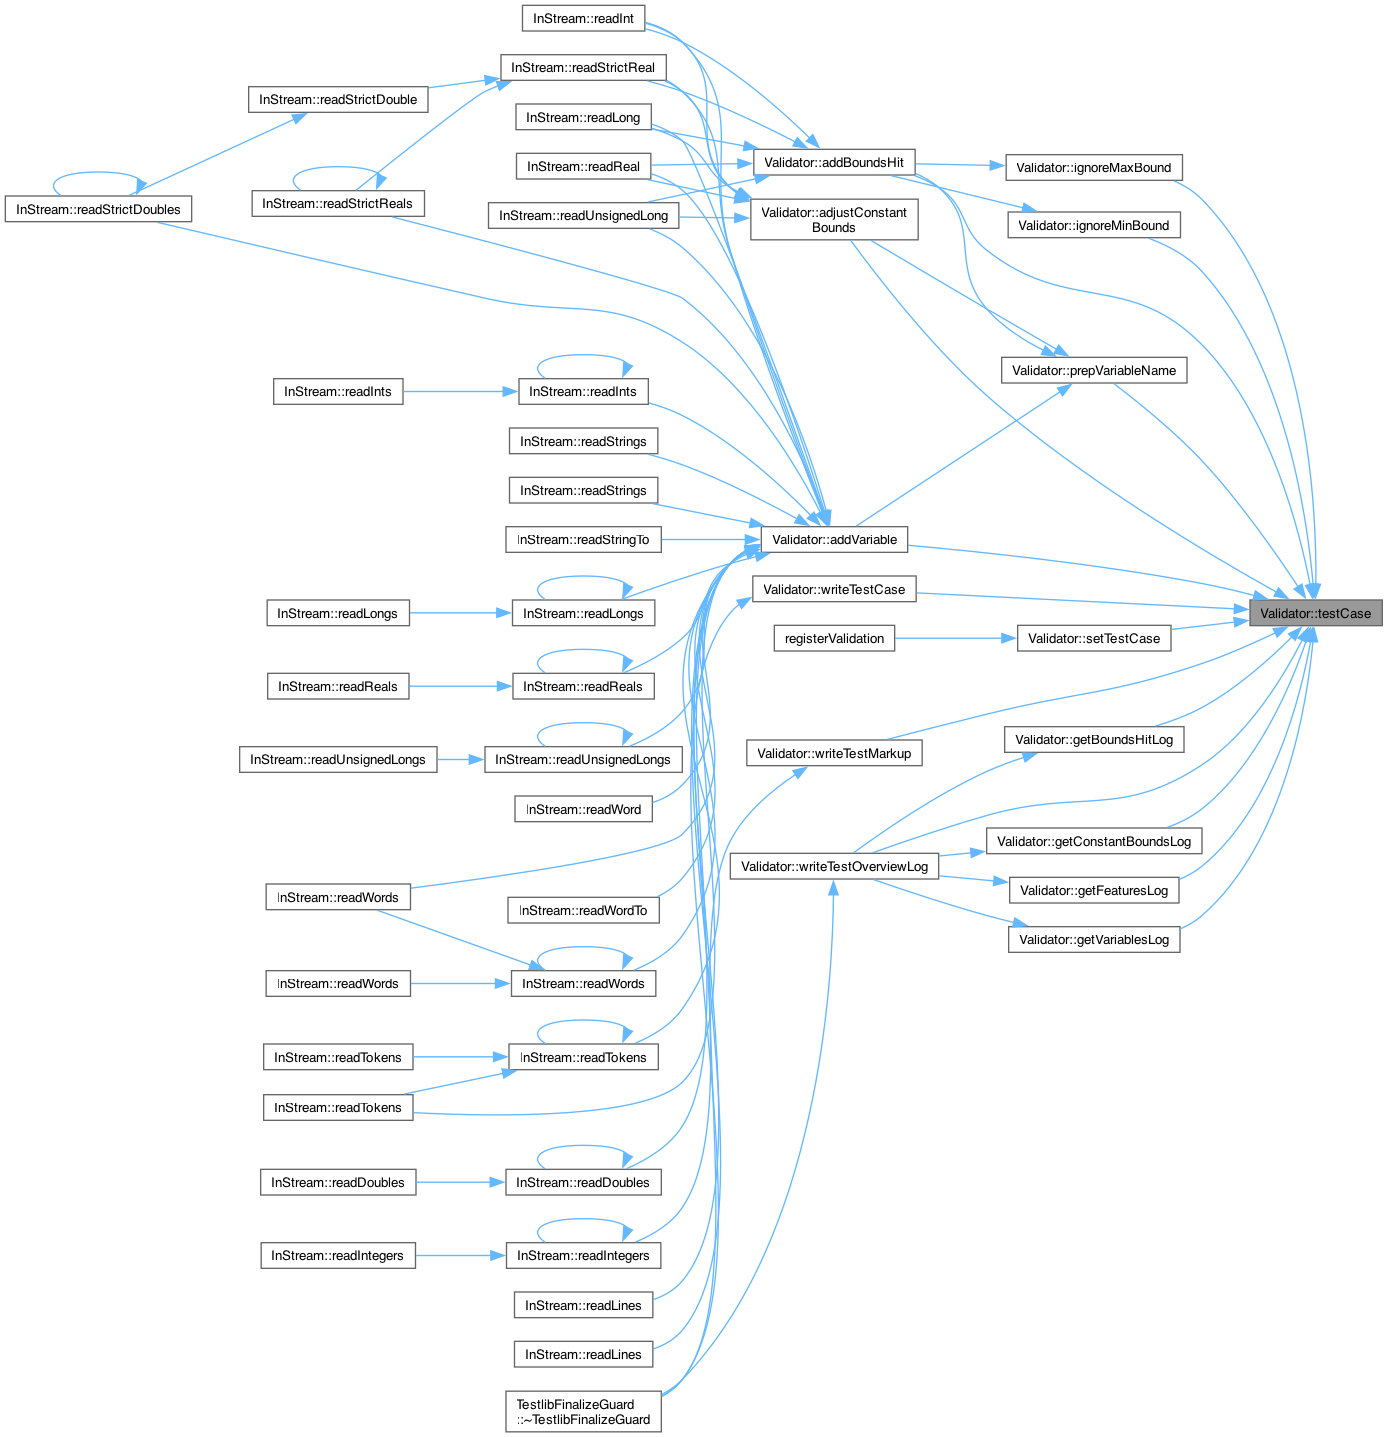 InStream::readInt
InStream::readStrictReal
InStream::readStrictDouble
InStream::readLong
InStream::readReal
Validator::addBoundsHit
Validator::ignoreMaxBound
InStream::readStrictDoubles
InStream::readStrictReals
InStream::readUnsignedLong
Validator::adjustConstant
Bounds
Validator::ignoreMinBound
Validator::prepVariableName
InStream::readInts
InStream::readInts
InStream::readStrings
InStream::readStrings
InStream::readStringTo
Validator::addVariable
Validator::writeTestCase
InStream::readLongs
InStream::readLongs
Validator::testCase
registerValidation
Validator::setTestCase
InStream::readReals
InStream::readReals
Validator::getBoundsHitLog
Validator::writeTestMarkup
InStream::readUnsignedLongs
InStream::readUnsignedLongs
InStream::readWord
Validator::getConstantBoundsLog
Validator::writeTestOverviewLog
Validator::getFeaturesLog
InStream::readWords
InStream::readWordTo
Validator::getVariablesLog
InStream::readWords
InStream::readWords
InStream::readTokens
InStream::readTokens
InStream::readTokens
InStream::readDoubles
InStream::readDoubles
InStream::readIntegers
InStream::readIntegers
InStream::readLines
InStream::readLines
TestlibFinalizeGuard
::~TestlibFinalizeGuard